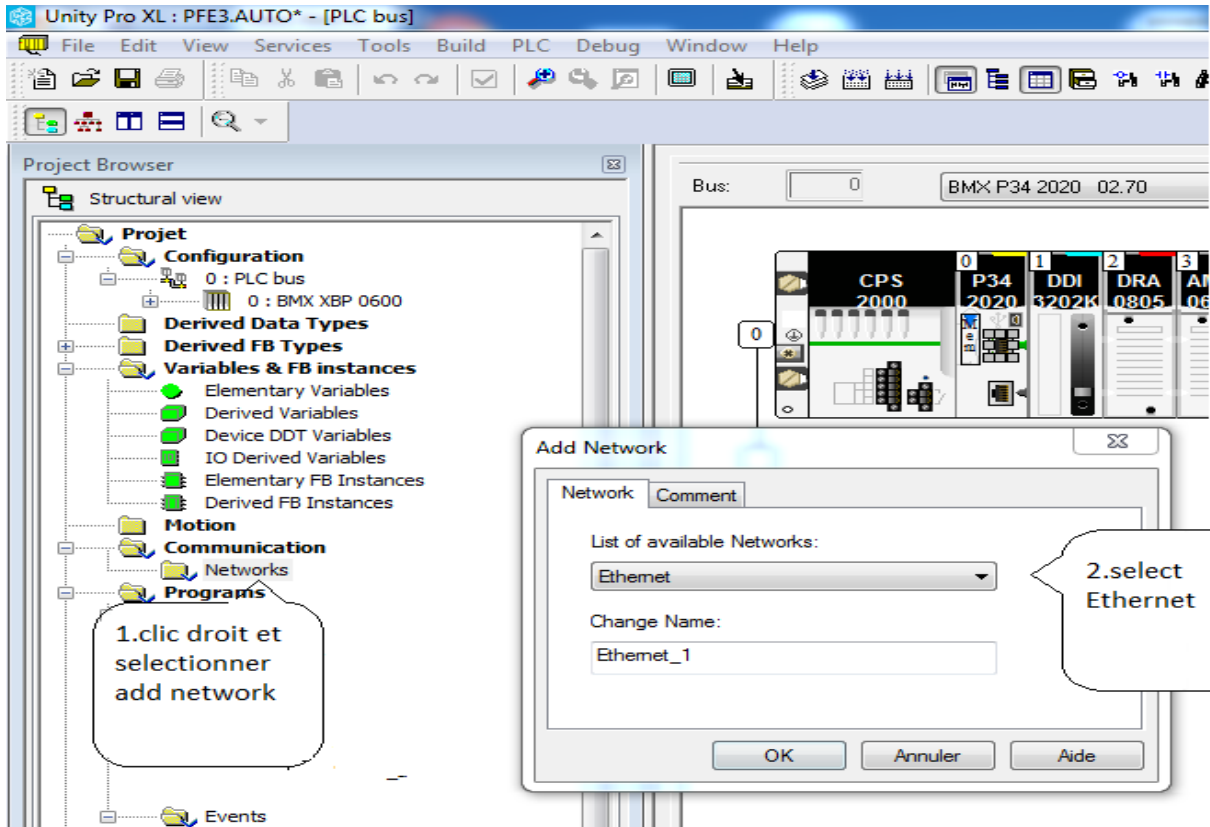 Unity Pro XL : PFE3.AUTO* - [PLC bus]
File Edit View Services Tools Build PLC Debug Window Help
Project Browser
Structural view
Projet
Configuration
0 : PLC bus
0 : BMX XBP 0600
Derived Data Types
Derived FB Types
Variables & FB instances
Elementary Variables
Derived Variables
Device DDT Variables
IO Derived Variables
Elementary FB Instances
Derived FB Instances
Motion
Communication
Networks
Programs
1.clic droit et
selectionner
add network
Events
Bus:
0
BMX P34 2020 02.70
0
CPS
2000
0
P34
2020
1
DDI
3202K
2
DRA
0805
3
Add Network
Network
Comment
List of available Networks:
Ethernet
Change Name:
Ethernet_1
OK
Annuler
Aide
2.select
Ethernet